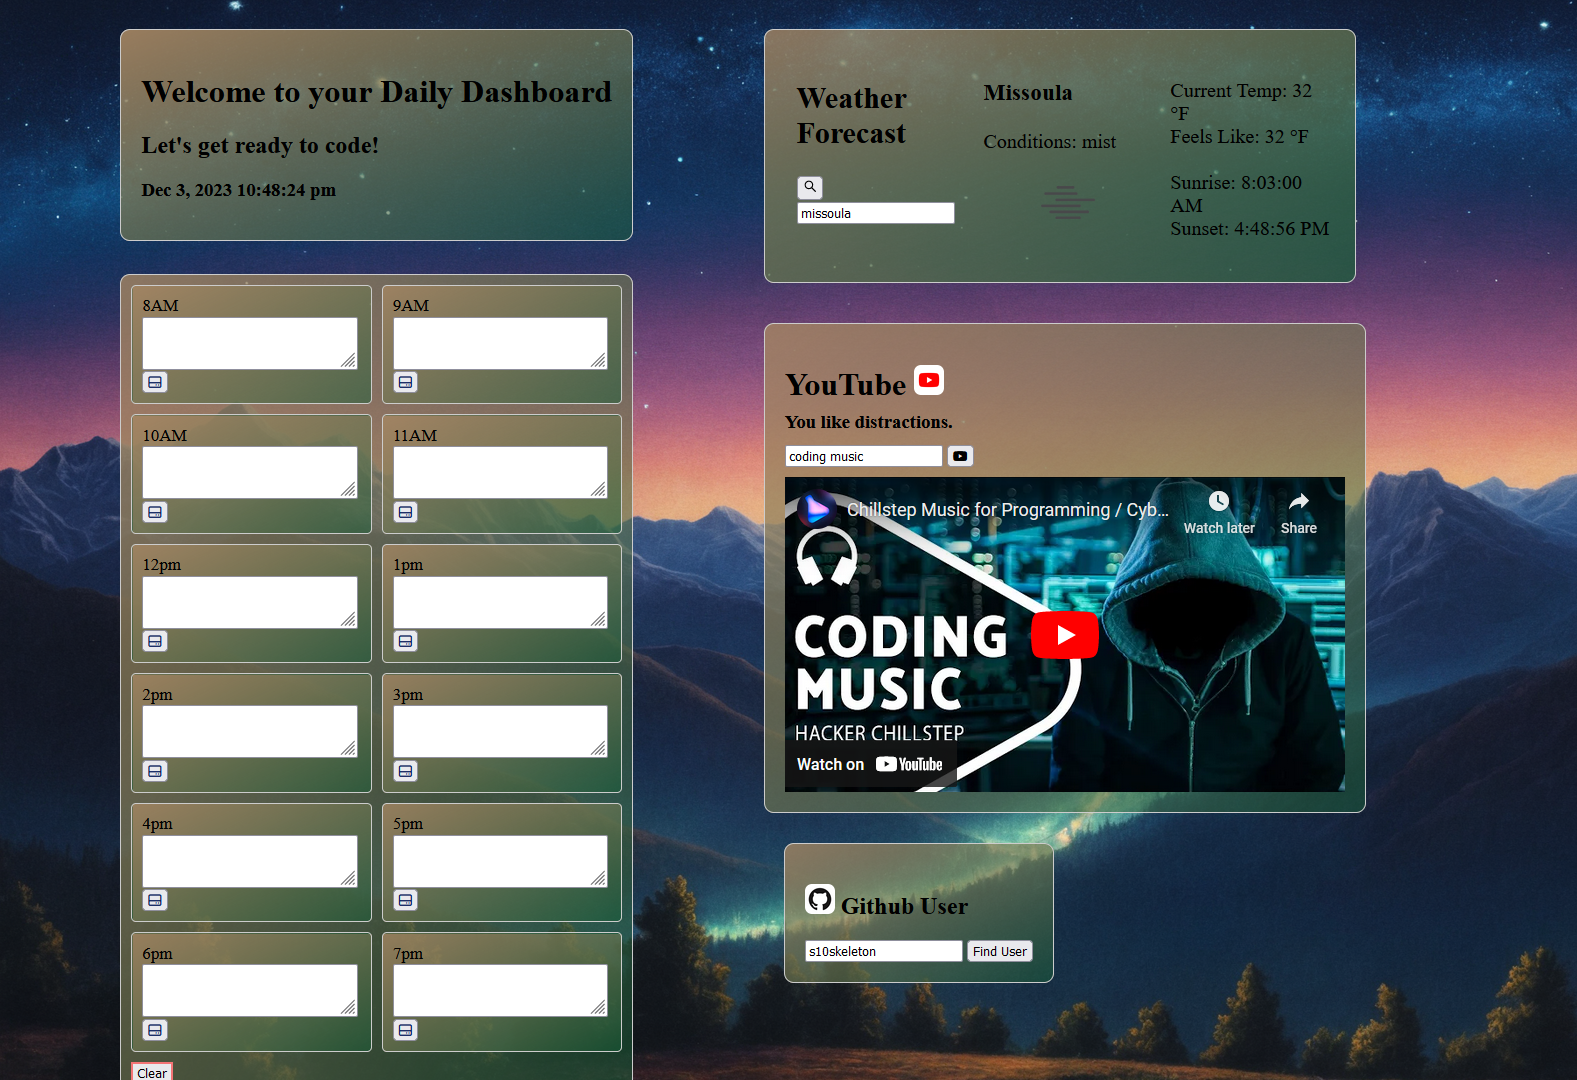 Welcome to your Daily Dashboard
Let's get ready to code!
Dec 3, 2023 10:48:24 pm
8AM
9AM
10AM
11AM
12pm
1pm
2pm
3pm
4pm
5pm
6pm
7pm
Clear
Weather
Forecast
missoula
Missoula
Conditions: mist
Current Temp: 32
°F
Feels Like: 32 °F
Sunrise: 8:03:00
AM
Sunset: 4:48:56 PM
YouTube
You like distractions.
coding music
Chillstep Music for Programming / Cyb...
Watch later
Share
CODING
MUSIC
HACKER CHILLSTEP
Watch on YouTube
Github User
s10skeleton
Find User